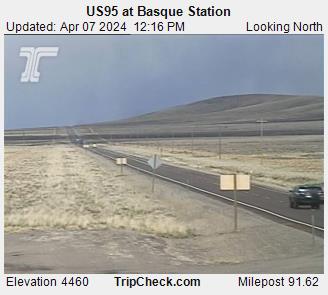 US95 at Basque Station
Updated: Apr 07 2024 12:16 PM Looking North
Elevation 4460 TripCheck.com Milepost 91.62